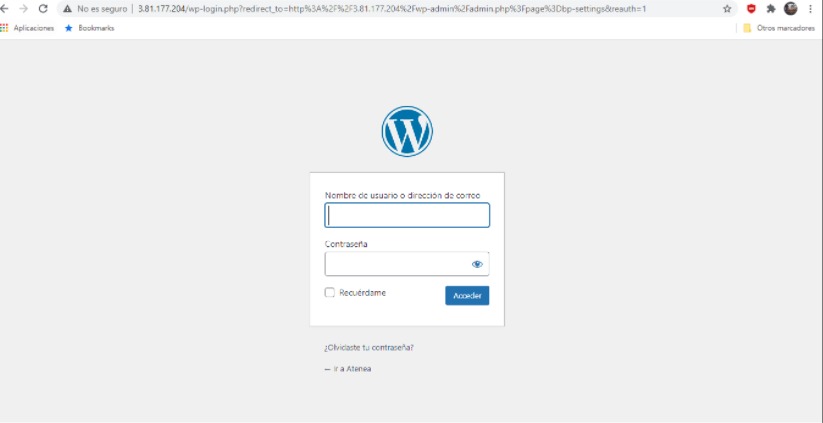 No es seguro | 3.81.177.204/wp-login.php?redirect_to=http%3A%2F%2F3.81.177.204%2Fwp-admin%2Fadmin.php%3Fpage%3Dbp-settings&reauth=1
Aplicaciones Bookmarks Otros marcadores
Nombre de usuario o dirección de correo
Contraseña
Recuérdame Acceder
¿Olvidaste tu contraseña?
← Ir a Atenea